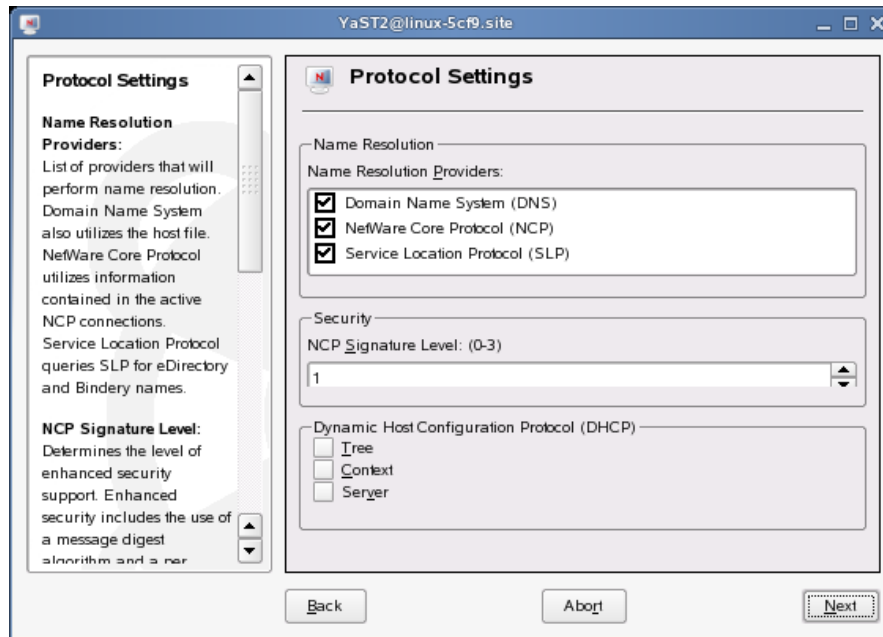 YaST2@linux-5cf9.site
Protocol Settings
Name Resolution
Providers:
List of providers that will
perform name resolution.
Domain Name System
also utilizes the host file.
NetWare Core Protocol
utilizes information
contained in the active
NCP connections.
Service Location Protocol
queries SLP for eDirectory
and Bindery names.
NCP Signature Level:
Determines the level of
enhanced security
support. Enhanced
security includes the use of
a message digest
algorithm and a per
Protocol Settings
Name Resolution
Name Resolution Providers:
Domain Name System (DNS)
NetWare Core Protocol (NCP)
Service Location Protocol (SLP)
Security
NCP Signature Level: (0-3)
1
Dynamic Host Configuration Protocol (DHCP)
Tree
Context
Server
Back
Abort
Next